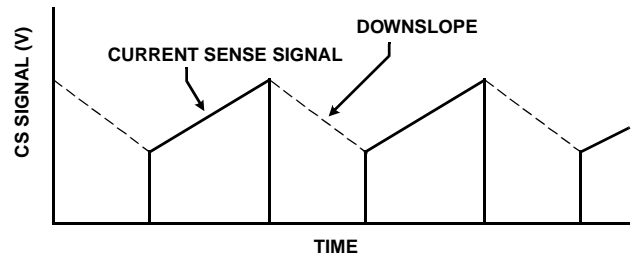 DOWNSLOPE
CURRENT SENSE SIGNAL
CS SIGNAL (V)
TIME